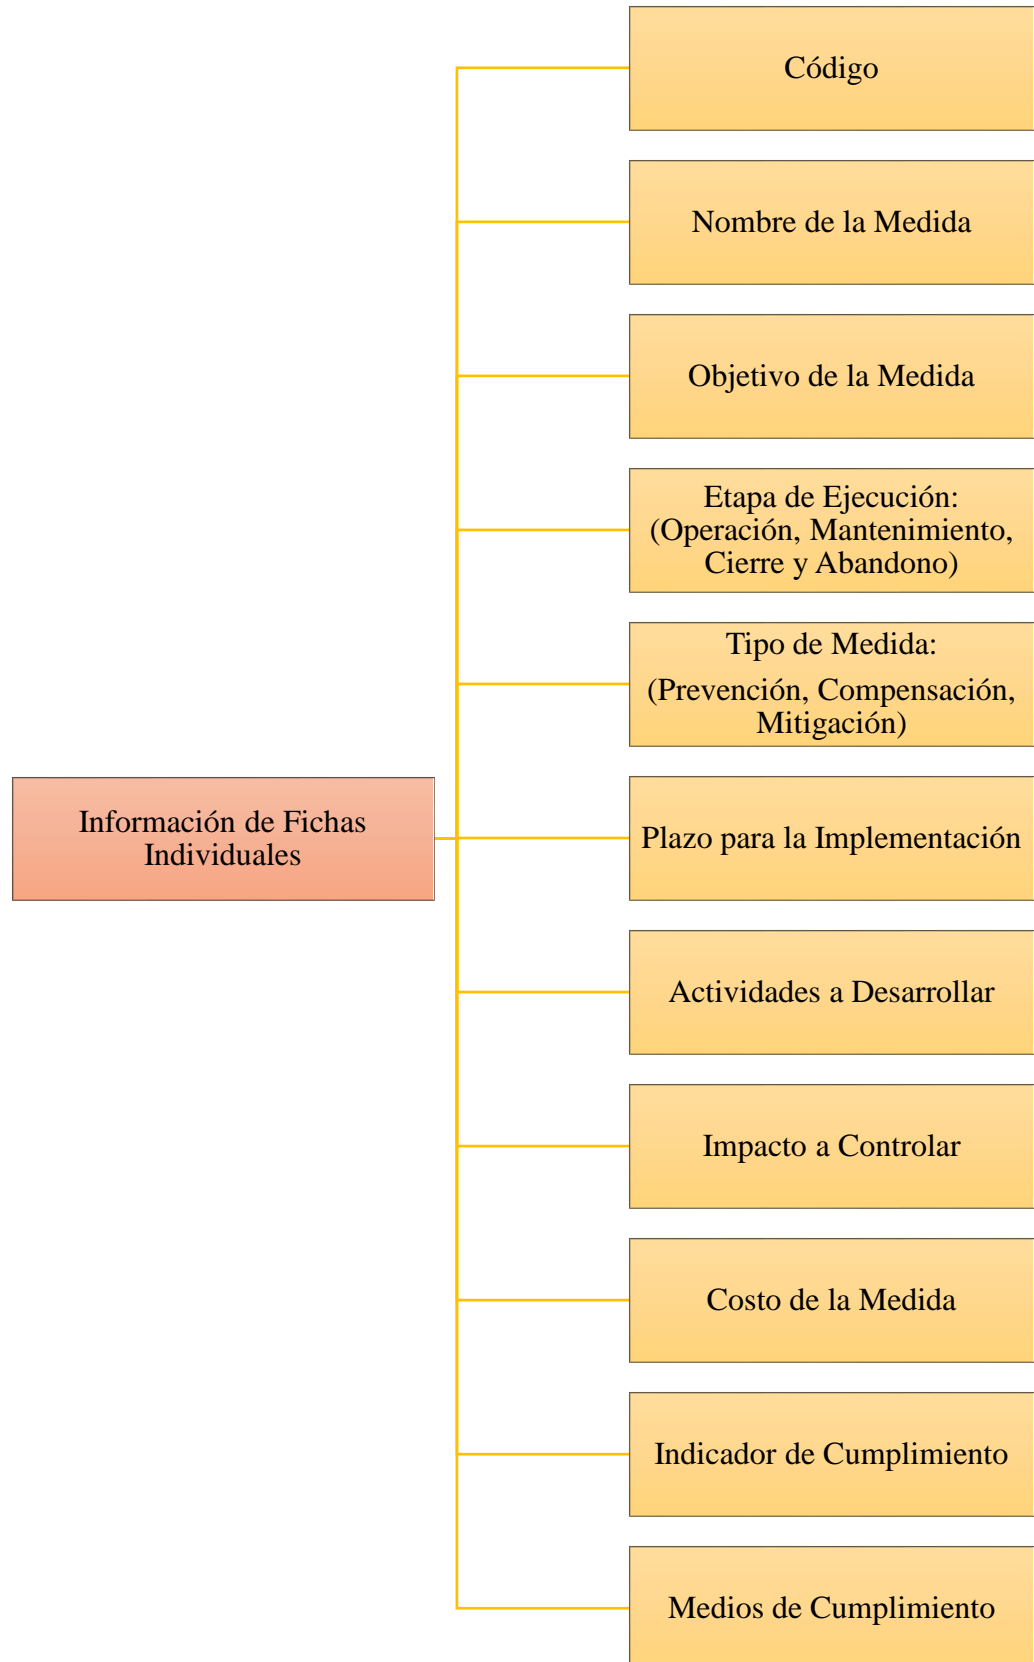 Código
Nombre de la Medida
Objetivo de la Medida
Etapa de Ejecución:
(Operación, Mantenimiento,
Cierre y Abandono)
Tipo de Medida:
(Prevención, Compensación,
Mitigación)
Información de Fichas
Individuales
Plazo para la Implementación
Actividades a Desarrollar
Impacto a Controlar
Costo de la Medida
Indicador de Cumplimiento
Medios de Cumplimiento